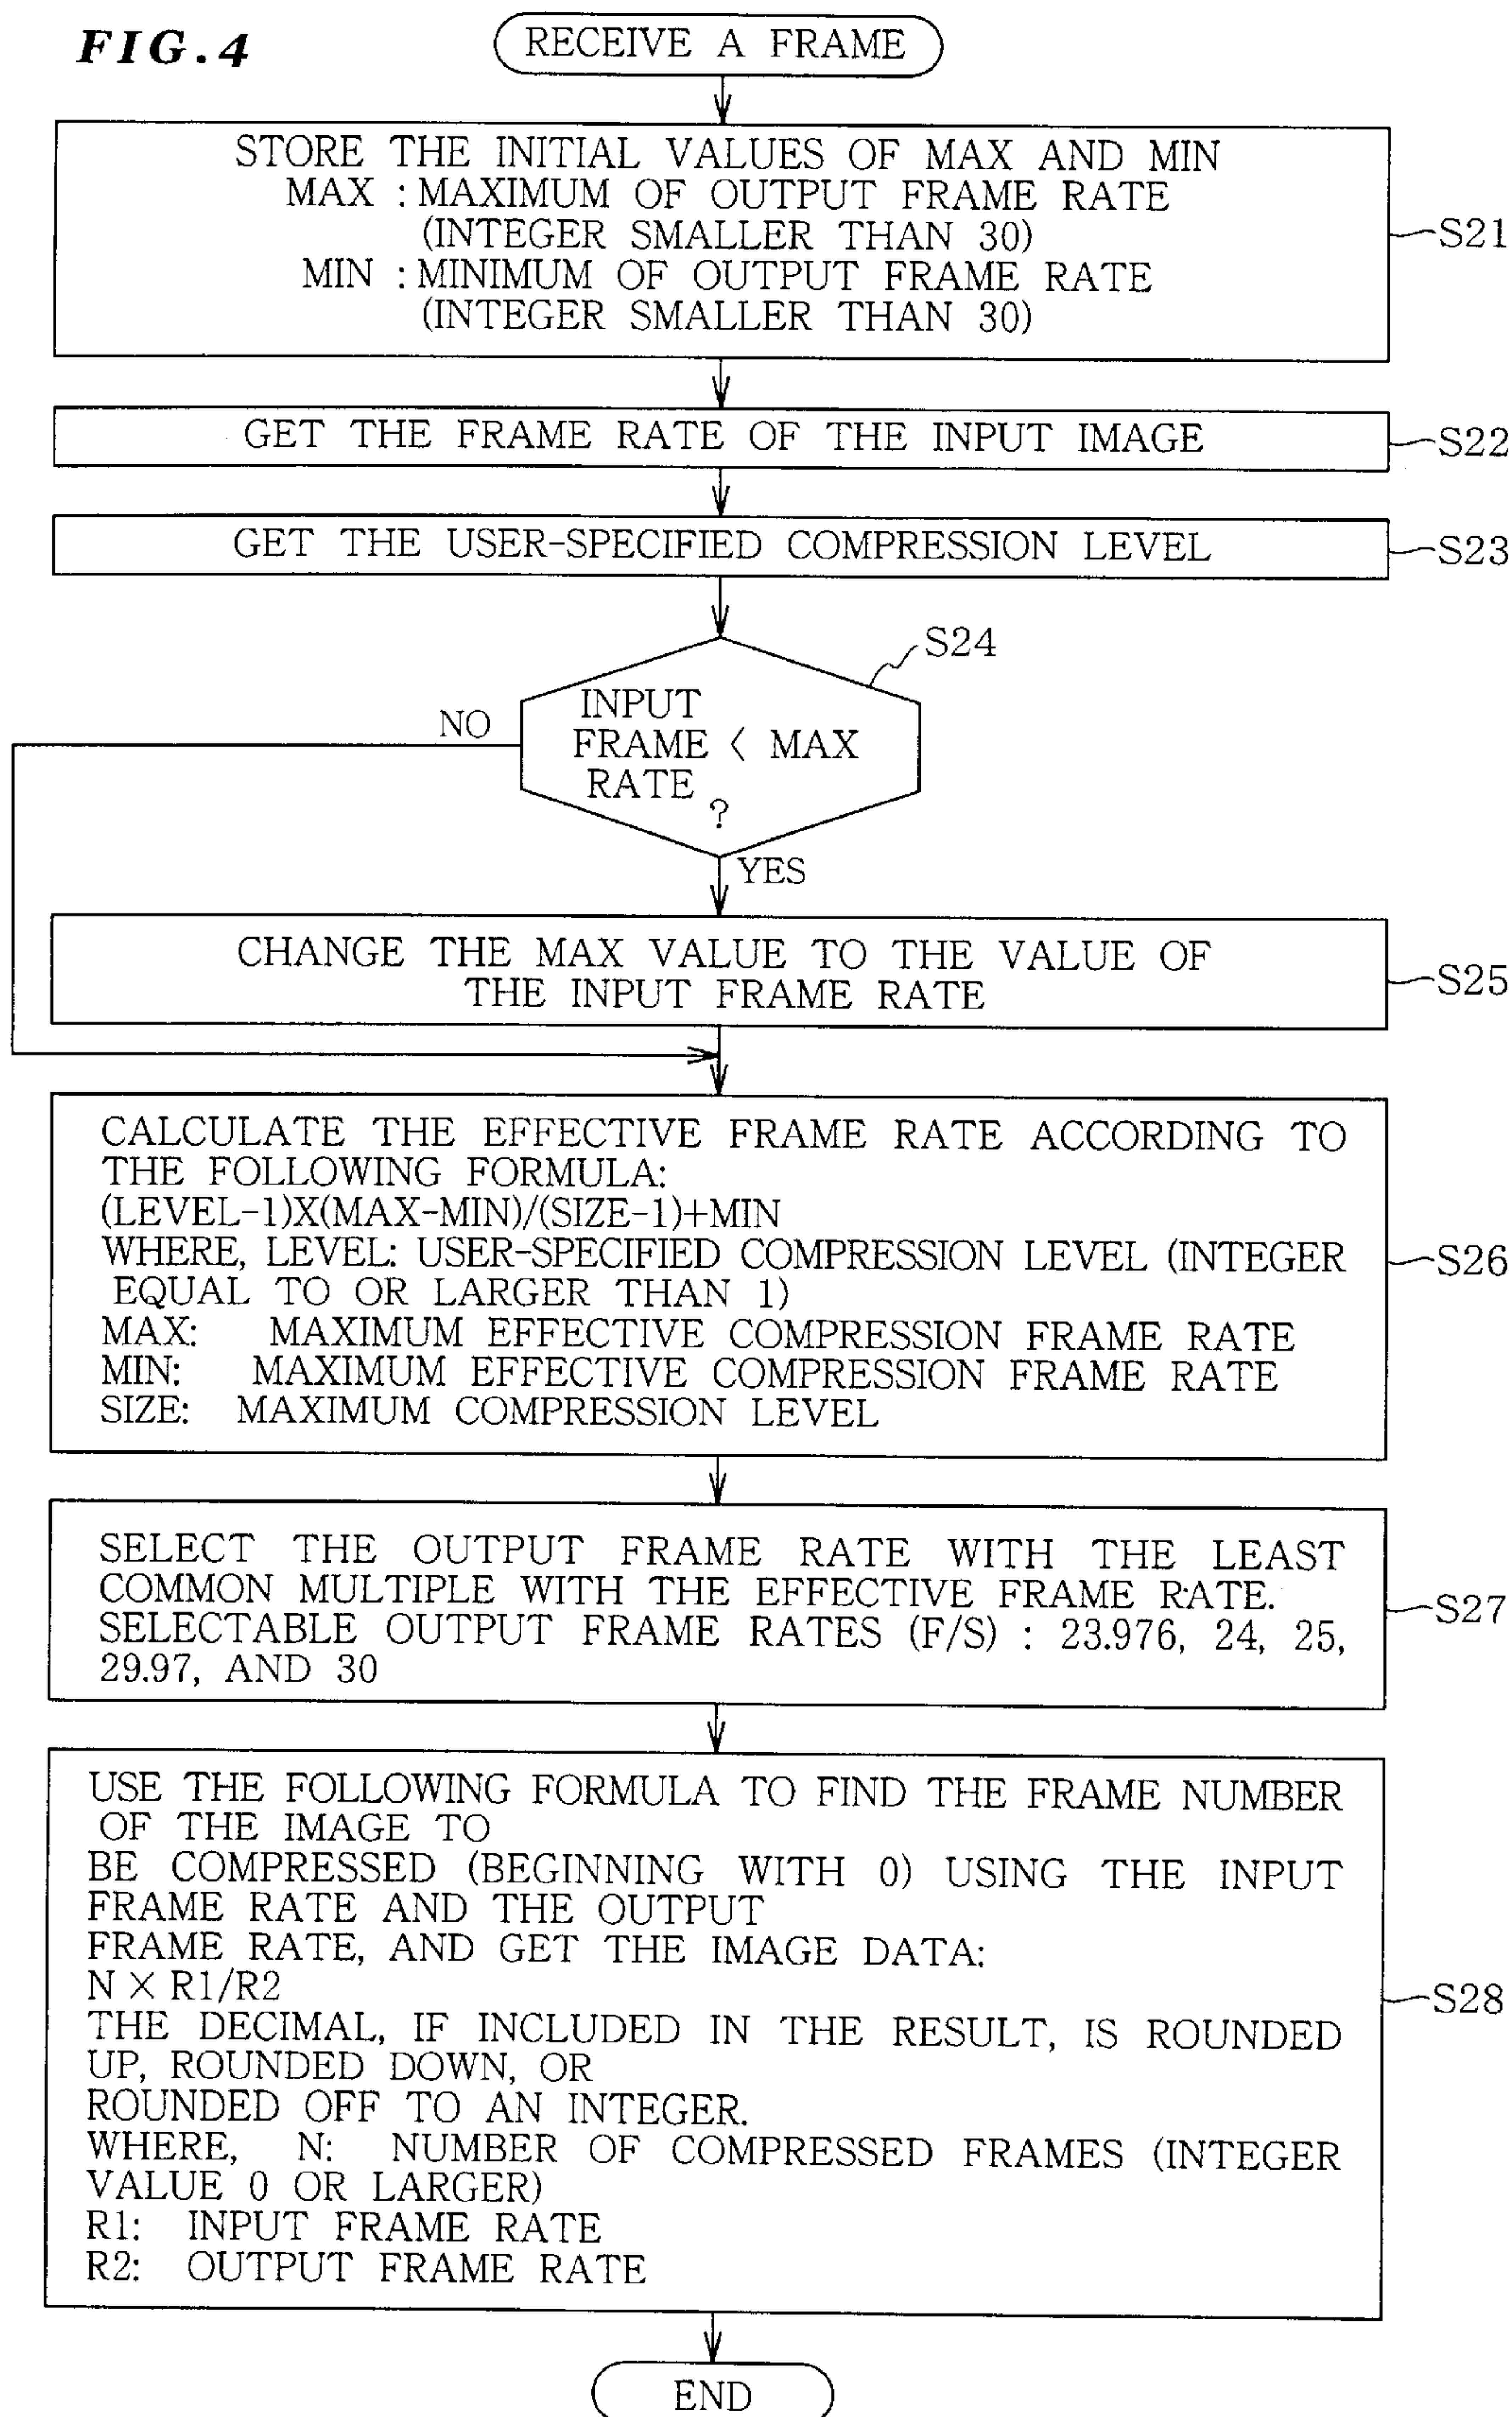 FIG.4
RECEIVE A FRAME
STORE THE INITIAL VALUES OF MAX AND MIN
MAX : MAXIMUM OF OUTPUT FRAME RATE
(INTEGER SMALLER THAN 30)
MIN : MINIMUM OF OUTPUT FRAME RATE
(INTEGER SMALLER THAN 30)
S21
GET THE FRAME RATE OF THE INPUT IMAGE
S22
GET THE USER-SPECIFIED COMPRESSION LEVEL
S23
S24
INPUT
FRAME < MAX
RATE
?
NO
YES
CHANGE THE MAX VALUE TO THE VALUE OF
THE INPUT FRAME RATE
S25
CALCULATE THE EFFECTIVE FRAME RATE ACCORDING TO
THE FOLLOWING FORMULA:
(LEVEL-1)X(MAX-MIN)/(SIZE-1)+MIN
WHERE, LEVEL: USER-SPECIFIED COMPRESSION LEVEL (INTEGER
EQUAL TO OR LARGER THAN 1)
MAX: MAXIMUM EFFECTIVE COMPRESSION FRAME RATE
MIN: MAXIMUM EFFECTIVE COMPRESSION FRAME RATE
SIZE: MAXIMUM COMPRESSION LEVEL
S26
SELECT THE OUTPUT FRAME RATE WITH THE LEAST
COMMON MULTIPLE WITH THE EFFECTIVE FRAME RATE.
SELECTABLE OUTPUT FRAME RATES (F/S) : 23.976, 24, 25,
29.97, AND 30
S27
USE THE FOLLOWING FORMULA TO FIND THE FRAME NUMBER
OF THE IMAGE TO
BE COMPRESSED (BEGINNING WITH 0) USING THE INPUT
FRAME RATE AND THE OUTPUT
FRAME RATE, AND GET THE IMAGE DATA:
N × R1/R2
THE DECIMAL, IF INCLUDED IN THE RESULT, IS ROUNDED
UP, ROUNDED DOWN, OR
ROUNDED OFF TO AN INTEGER.
WHERE, N: NUMBER OF COMPRESSED FRAMES (INTEGER
VALUE 0 OR LARGER)
R1: INPUT FRAME RATE
R2: OUTPUT FRAME RATE
S28
END